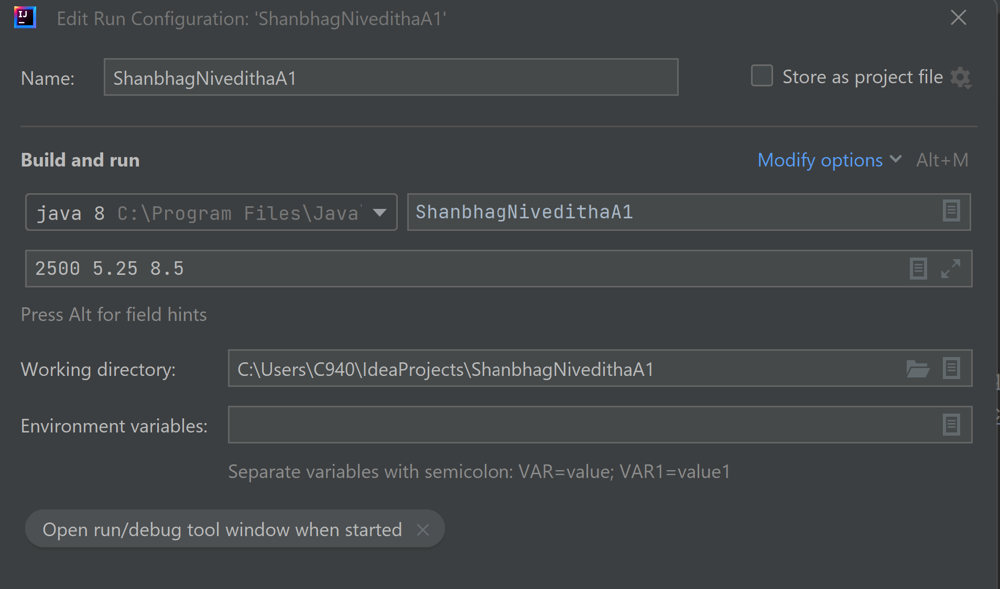 IJ
Edit Run Configuration: 'ShanbhagNivedithaA1'
Name: ShanbhagNivedithaA1 Store as project file
Build and run Modify options Alt+M
java 8 C:\Program Files\Java ShanbhagNivedithaA1
2500 5.25 8.5
Press Alt for field hints
Working directory: C:\Users\C940\IdeaProjects\ShanbhagNivedithaA1
Environment variables:
Separate variables with semicolon: VAR=value; VAR1=value1
Open run/debug tool window when started